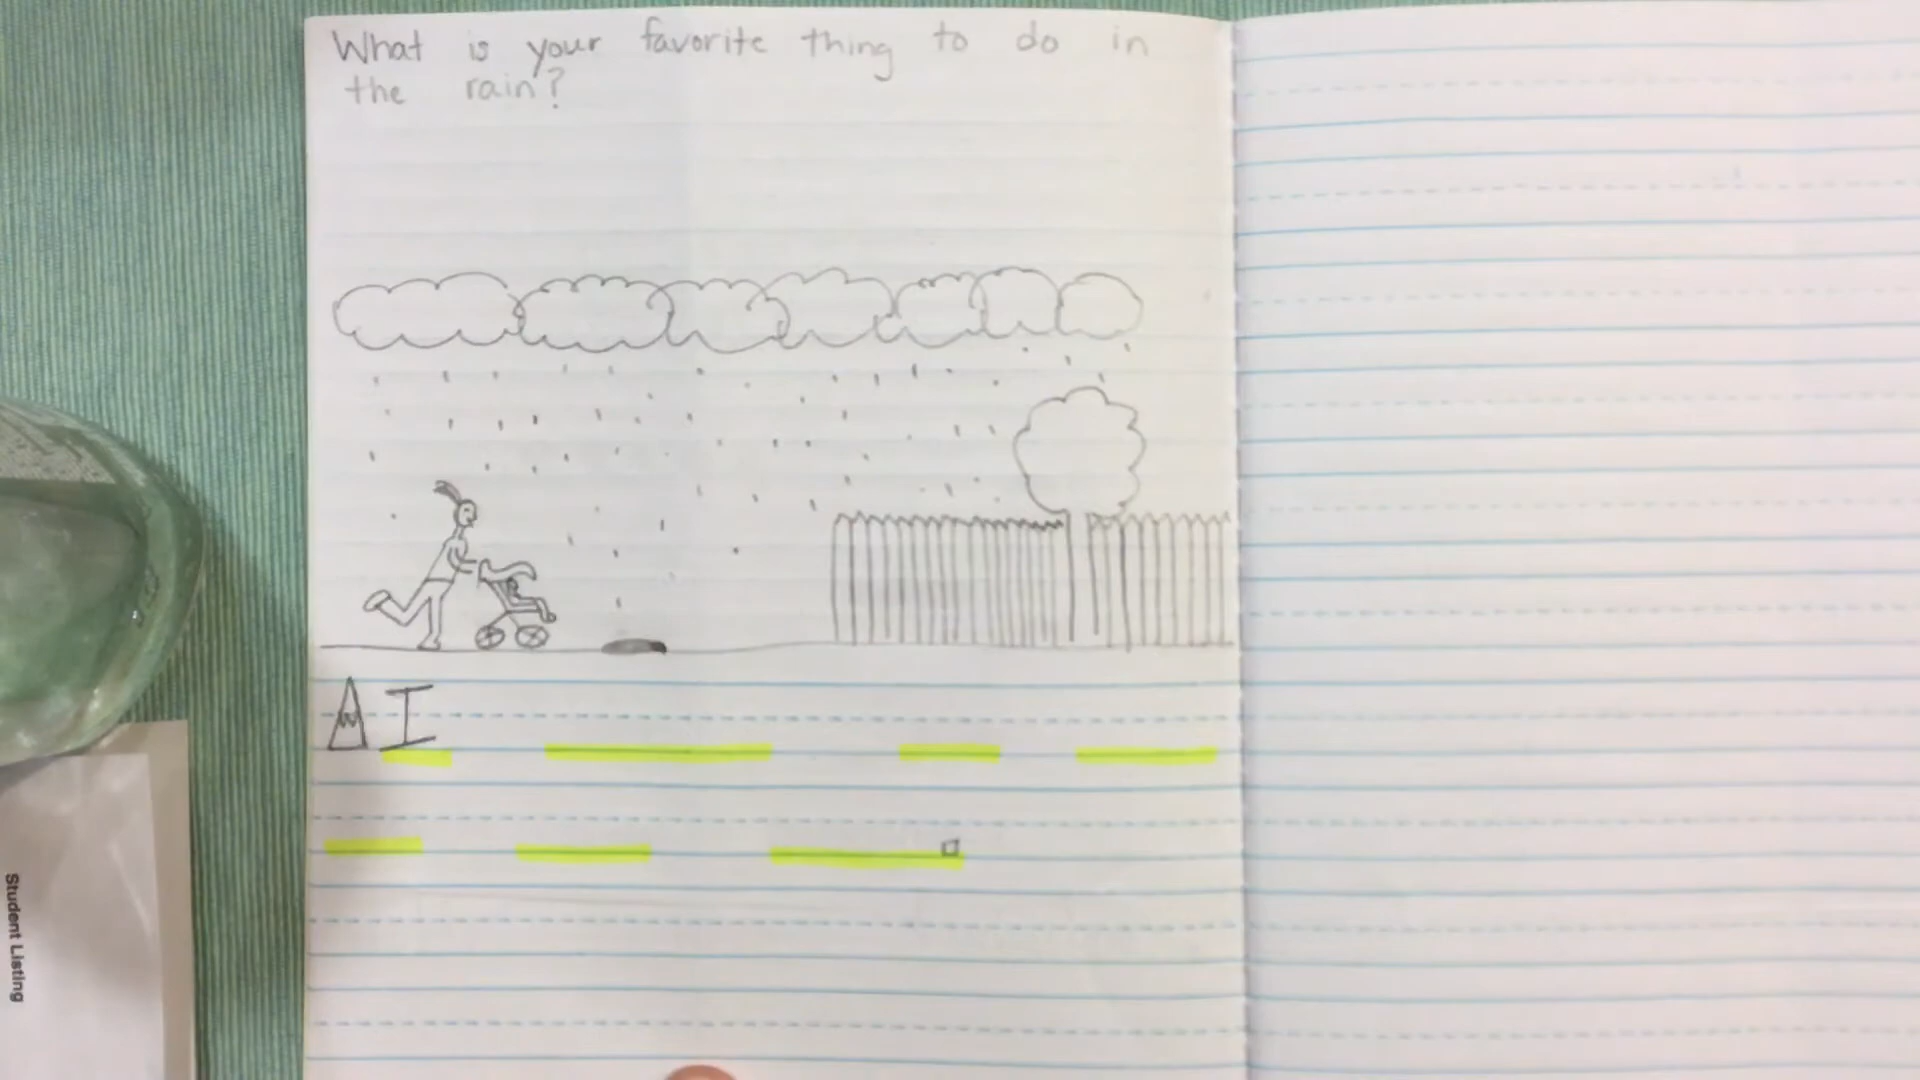 What is your favorite thing to do in
the rain?
I
Student Listing